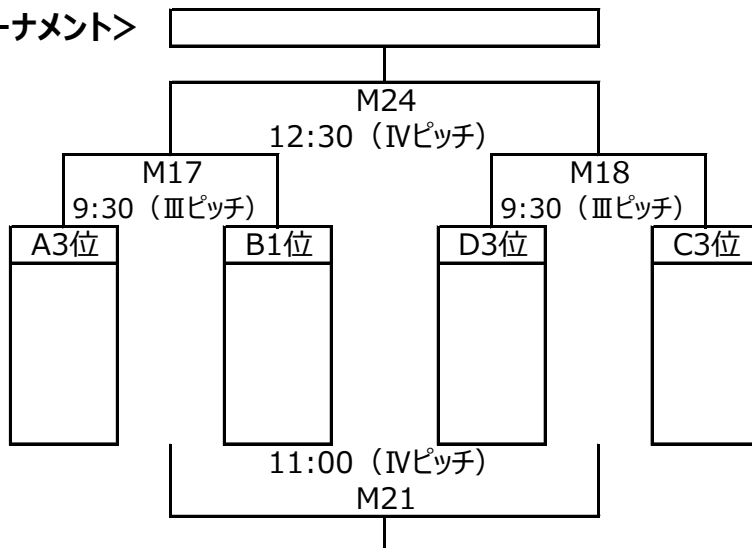 ーナメント＞
M24
12:30（Ⅳピッチ）
M17
9:30（Ⅲピッチ）
M18
9:30（Ⅲピッチ）
A3位
B1位
D3位
C3位
11:00（Ⅳピッチ）
M21